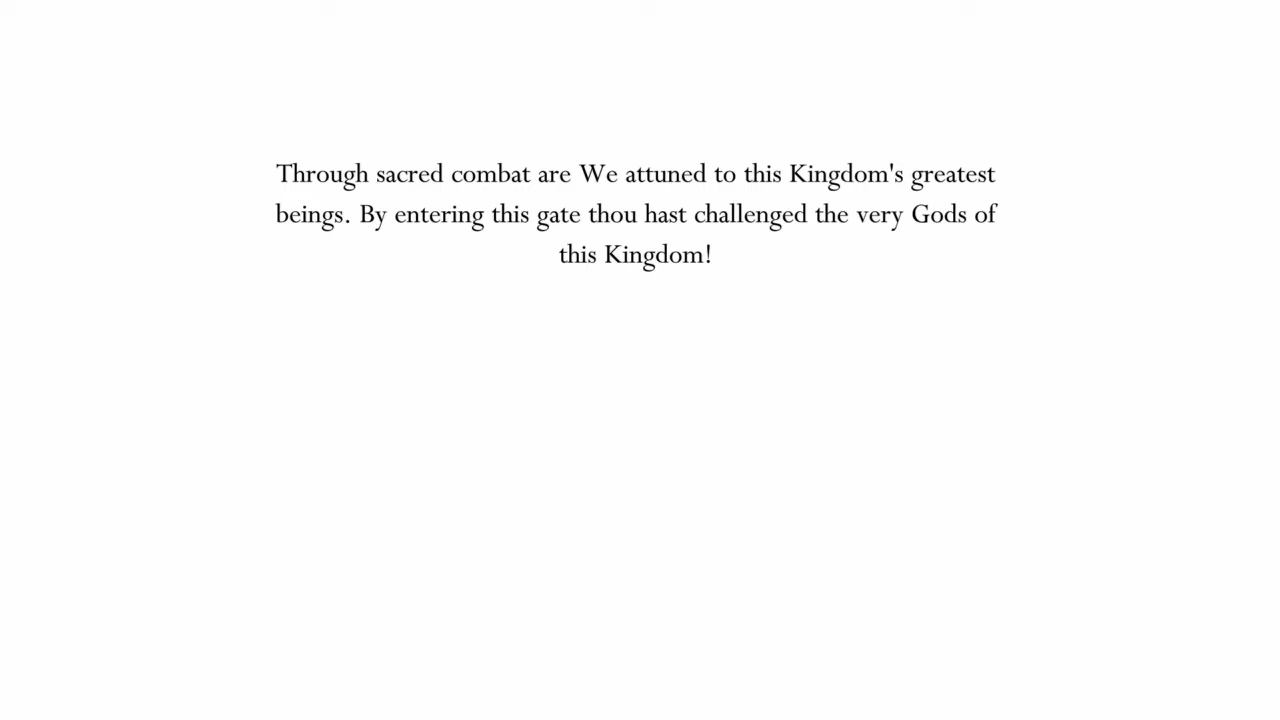 Through sacred combat are We attuned to this Kingdom's greatest
beings. By entering this gate thou hast challenged the very Gods of
this Kingdom!